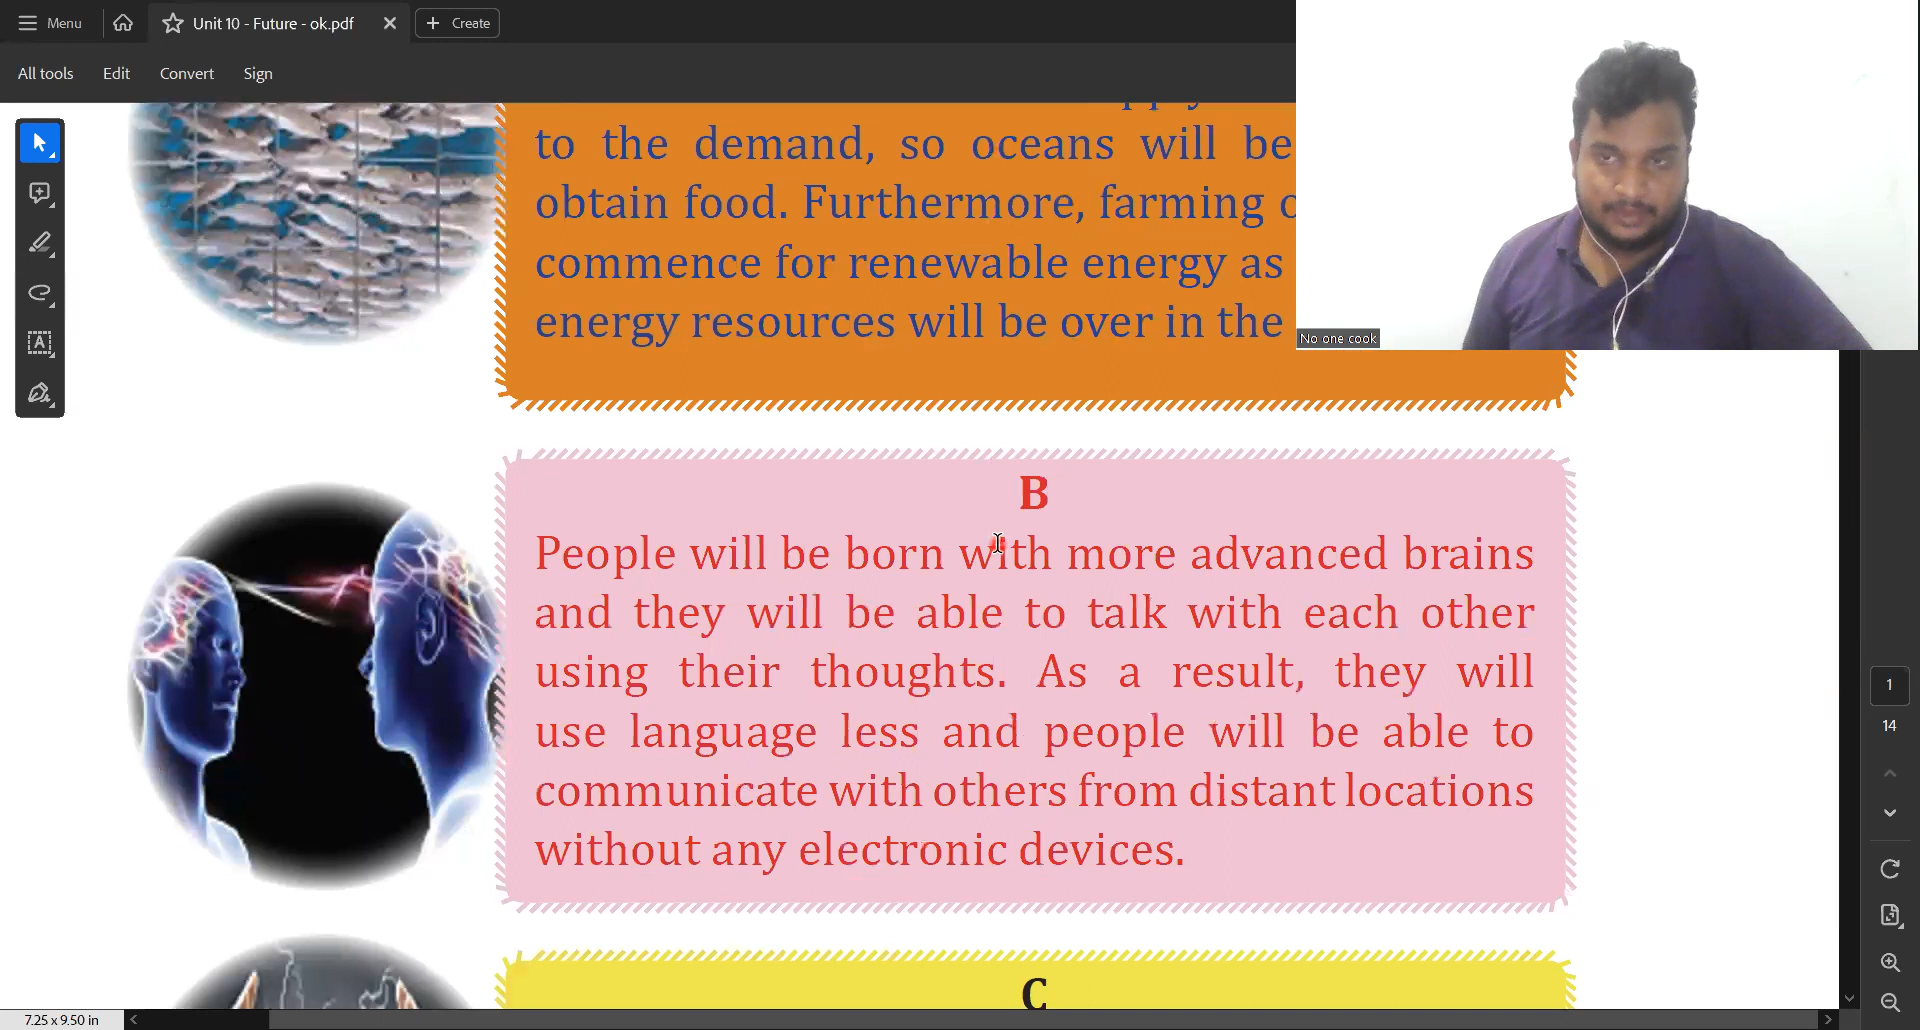 Menu
Unit 10 - Future - ok.pdf
Create
All tools Edit Convert Sign
to the demand, so oceans will be
obtain food. Furthermore, farming
commence for renewable energy as
energy resources will be over in the
No one cook
B
People will be born with more advanced brains
and they will be able to talk with each other
using their thoughts. As a result, they will
use language less and people will be able to
communicate with others from distant locations
without any electronic devices.
C
1
14
7.25 x 9.50 in